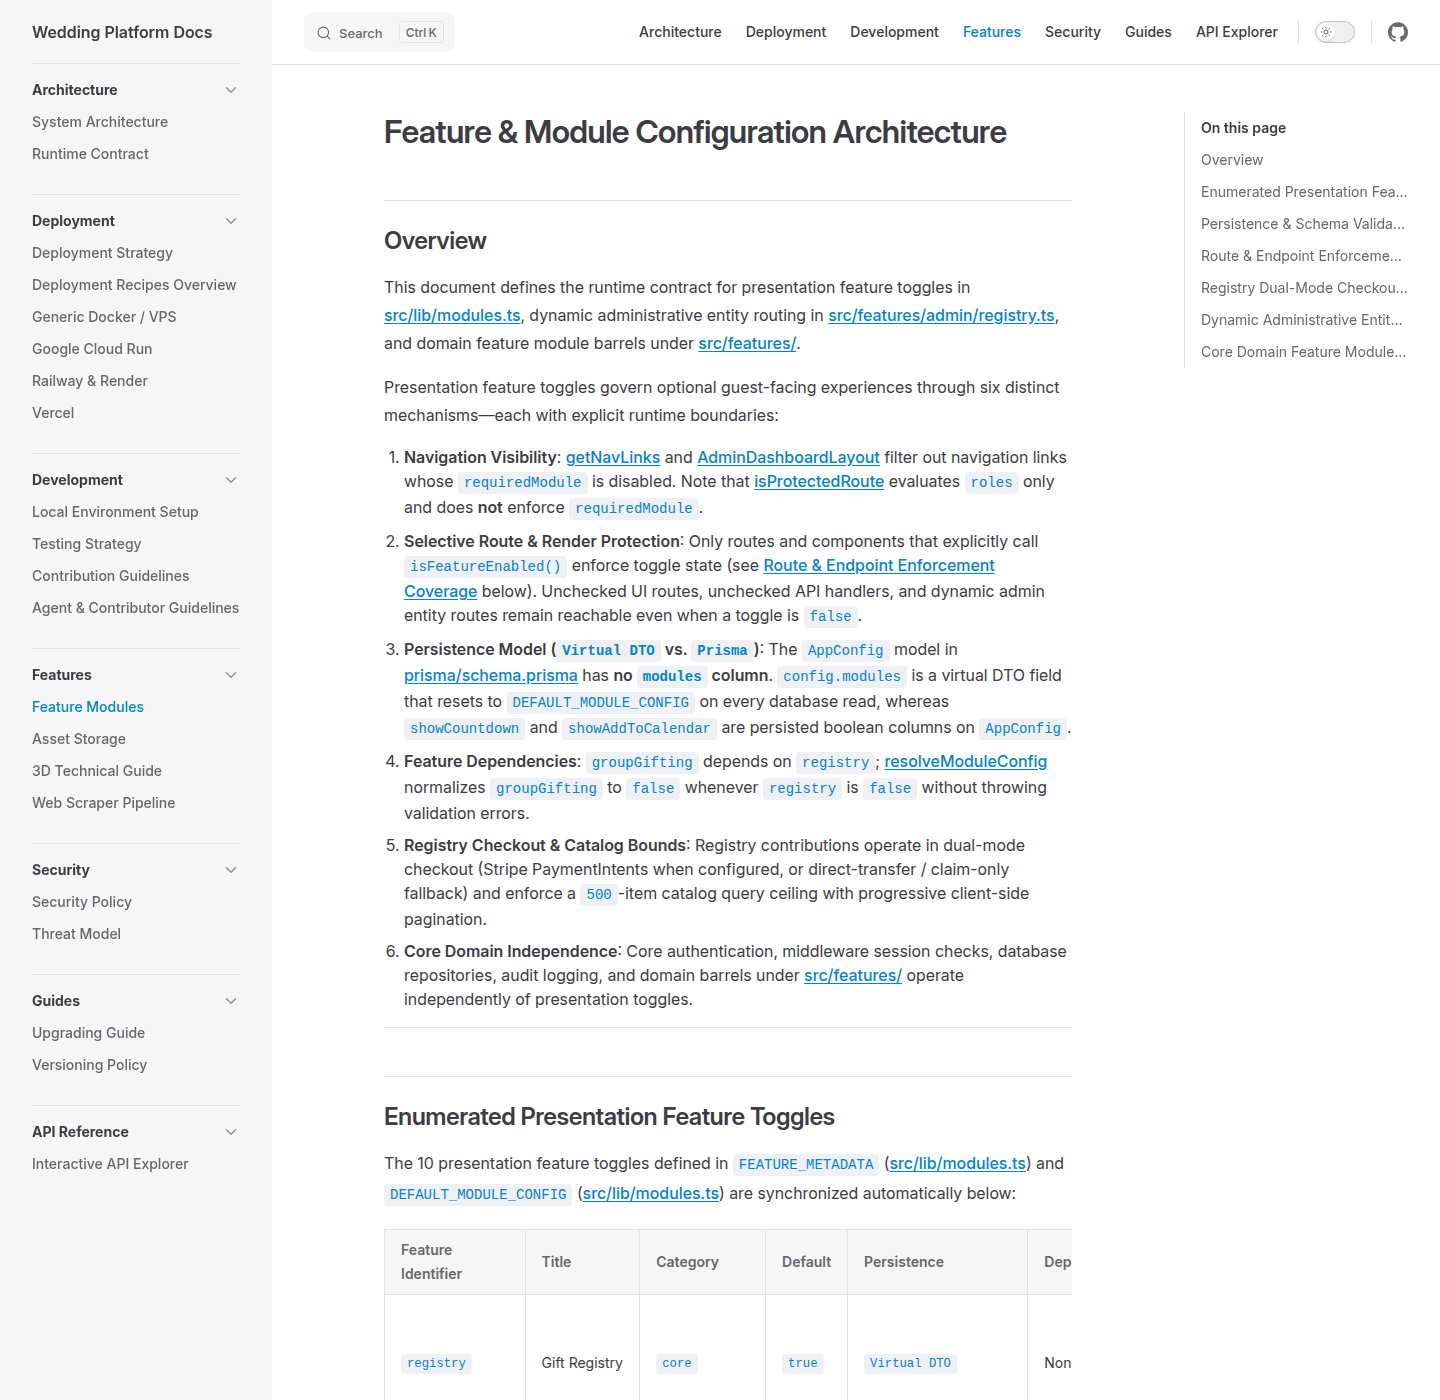 Wedding Platform Docs
Search
Ctrl K
Architecture
Deployment
Development
Features
Security
Guides
API Explorer
Architecture
System Architecture
Runtime Contract
Deployment
Deployment Strategy
Deployment Recipes Overview
Generic Docker / VPS
Google Cloud Run
Railway & Render
Vercel
Development
Local Environment Setup
Testing Strategy
Contribution Guidelines
Agent & Contributor Guidelines
Features
Feature Modules
Asset Storage
3D Technical Guide
Web Scraper Pipeline
Security
Security Policy
Threat Model
Guides
Upgrading Guide
Versioning Policy
API Reference
Interactive API Explorer
Feature & Module Configuration Architecture
Overview
This document defines the runtime contract for presentation feature toggles in
src/lib/modules.ts, dynamic administrative entity routing in src/features/admin/registry.ts,
and domain feature module barrels under src/features/.
Presentation feature toggles govern optional guest-facing experiences through six distinct
mechanisms—each with explicit runtime boundaries:
1. Navigation Visibility: getNavLinks and AdminDashboardLayout filter out navigation links
whose requiredModule is disabled. Note that isProtectedRoute evaluates roles only
and does not enforce requiredModule.
2. Selective Route & Render Protection: Only routes and components that explicitly call
isFeatureEnabled() enforce toggle state (see Route & Endpoint Enforcement
Coverage below). Unchecked UI routes, unchecked API handlers, and dynamic admin
entity routes remain reachable even when a toggle is false.
3. Persistence Model (Virtual DTO vs. Prisma): The AppConfig model in
prisma/schema.prisma has no modules column. config.modules is a virtual DTO field
that resets to DEFAULT_MODULE_CONFIG on every database read, whereas
showCountdown and showAddToCalendar are persisted boolean columns on AppConfig.
4. Feature Dependencies: groupGifting depends on registry; resolveModuleConfig
normalizes groupGifting to false whenever registry is false without throwing
validation errors.
5. Registry Checkout & Catalog Bounds: Registry contributions operate in dual-mode
checkout (Stripe PaymentIntents when configured, or direct-transfer / claim-only
fallback) and enforce a 500-item catalog query ceiling with progressive client-side
pagination.
6. Core Domain Independence: Core authentication, middleware session checks, database
repositories, audit logging, and domain barrels under src/features/ operate
independently of presentation toggles.
Enumerated Presentation Feature Toggles
The 10 presentation feature toggles defined in FEATURE_METADATA (src/lib/modules.ts) and
DEFAULT_MODULE_CONFIG (src/lib/modules.ts) are synchronized automatically below:
Feature
Identifier
Title
Category
Default
Persistence
Dep
registry
Gift Registry
core
true
Virtual DTO
Non
On this page
Overview
Enumerated Presentation Fea...
Persistence & Schema Valida...
Route & Endpoint Enforceme...
Registry Dual-Mode Checkou...
Dynamic Administrative Entit...
Core Domain Feature Module...